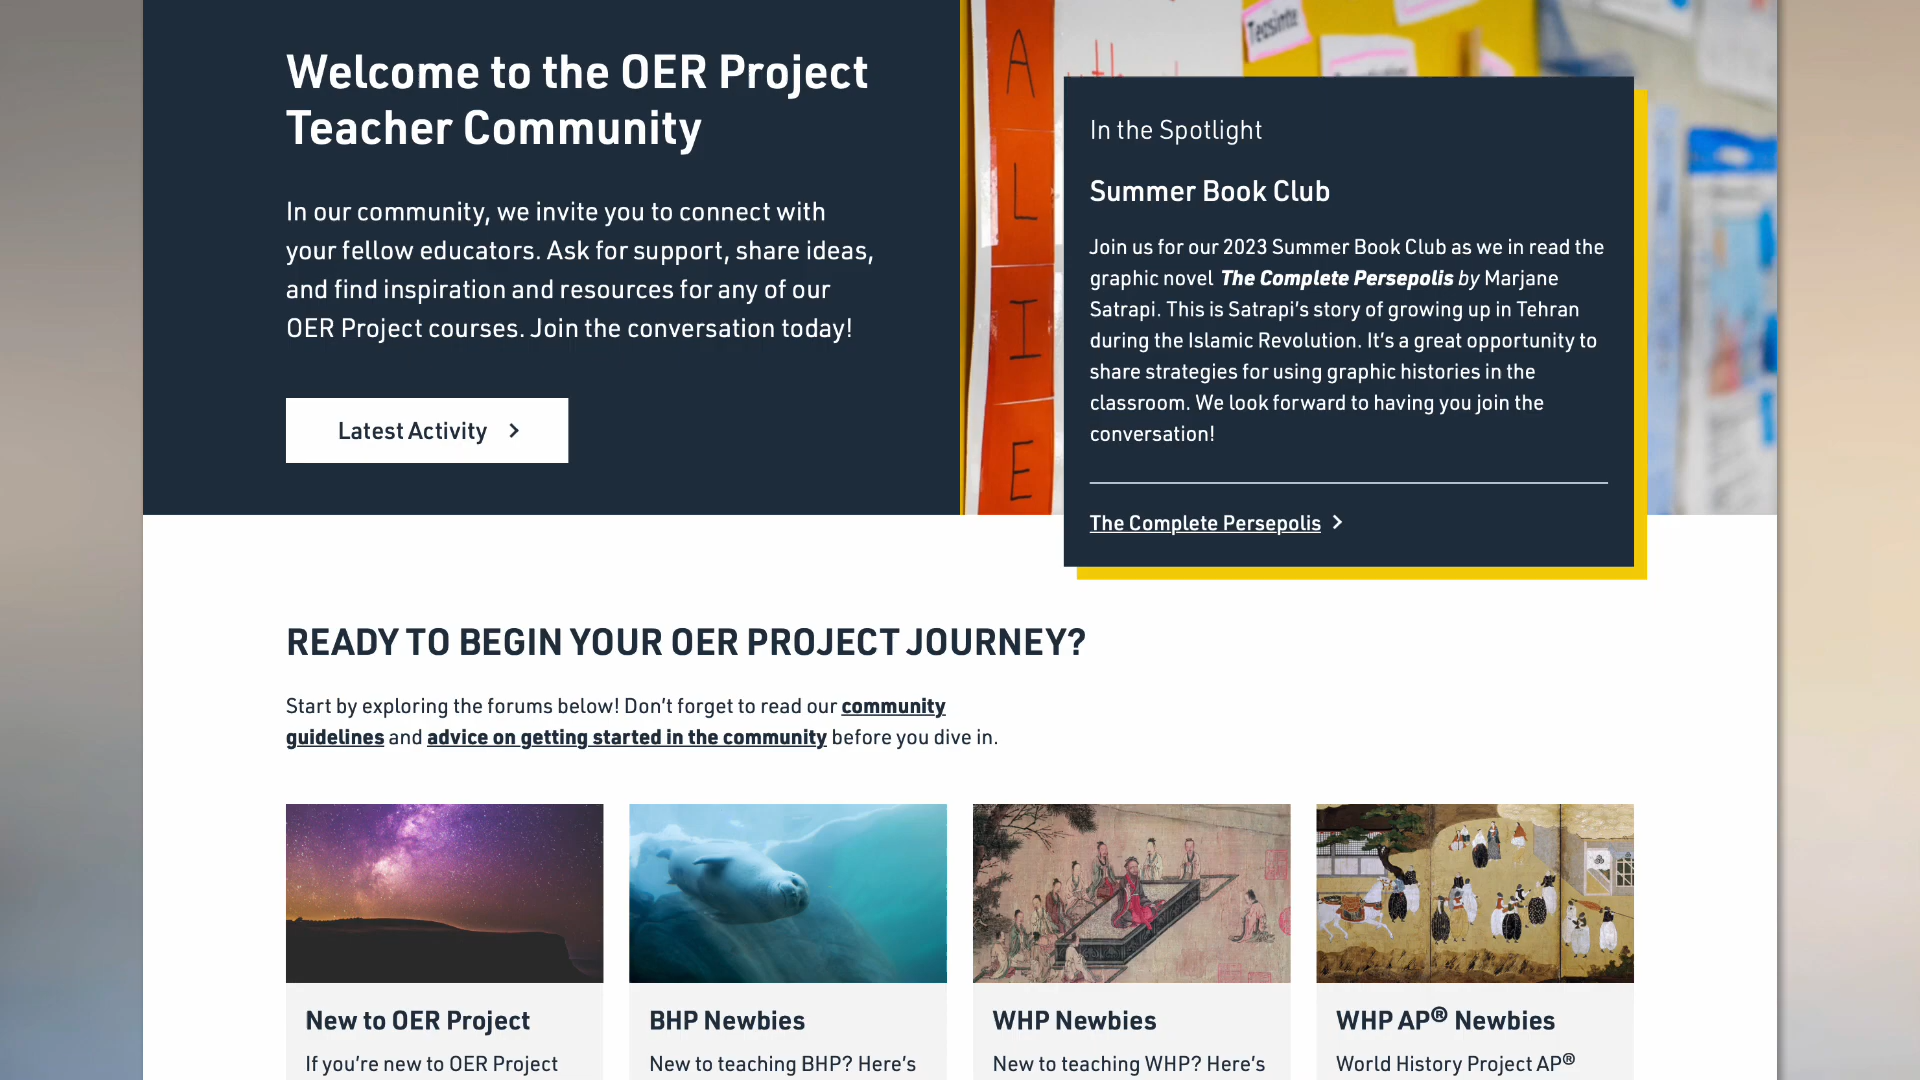 Welcome to the OER Project
Teacher Community
In our community, we invite you to connect with
your fellow educators. Ask for support, share ideas,
and find inspiration and resources for any of our
OER Project courses. Join the conversation today!
Latest Activity
A
L
I
E
Teosinte
In the Spotlight
Summer Book Club
Join us for our 2023 Summer Book Club as we in read the
graphic novel The Complete Persepolis by Marjane
Satrapi. This is Satrapi's story of growing up in Tehran
during the Islamic Revolution. It's a great opportunity to
share strategies for using graphic histories in the
classroom. We look forward to having you join the
conversation!
The Complete Persepolis
READY TO BEGIN YOUR OER PROJECT JOURNEY?
Start by exploring the forums below! Don't forget to read our community
guidelines and advice on getting started in the community before you dive in.
New to OER Project
If you're new to OER Project
BHP Newbies
New to teaching BHP? Here's
WHP Newbies
New to teaching WHP? Here's
WHP AP® Newbies
World History Project AP®